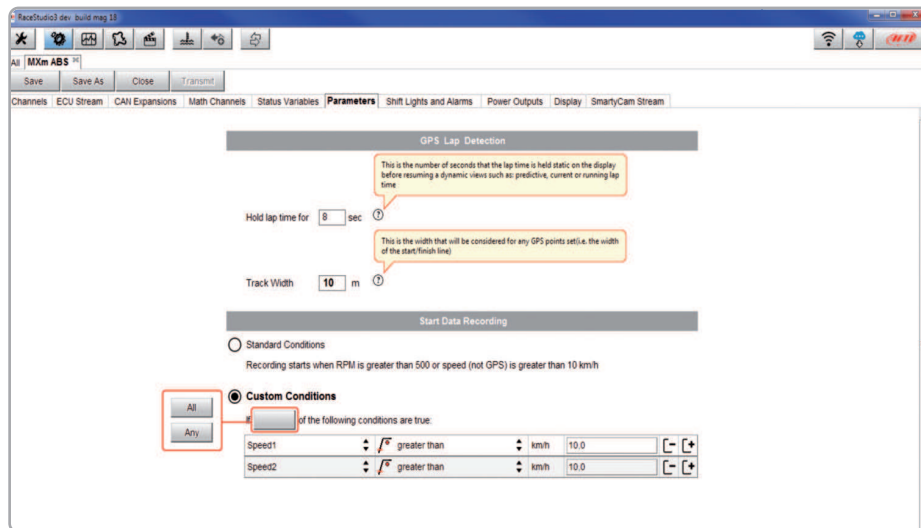 RaceStudio3 dev build mag 18
AiM
All MXm ABS
Save Save As Close Transmit
Channels ECU Stream CAN Expansions Math Channels Status Variables Parameters Shift Lights and Alarms Power Outputs Display SmartyCam Stream
GPS Lap Detection
This is the number of seconds that the lap time is held static on the display
before resuming a dynamic views such as: predictive, current or running lap
time
Hold lap time for 8 sec ?
This is the width that will be considered for any GPS points set(i.e. the width
of the start/finish line)
Track Width 10 m ?
Start Data Recording
Standard Conditions
Recording starts when RPM is greater than 500 or speed (not GPS) is greater than 10 km/h
Custom Conditions
All
If of the following conditions are true:
Any
Speed1 greater than km/h 10.0
Speed2 greater than km/h 10.0